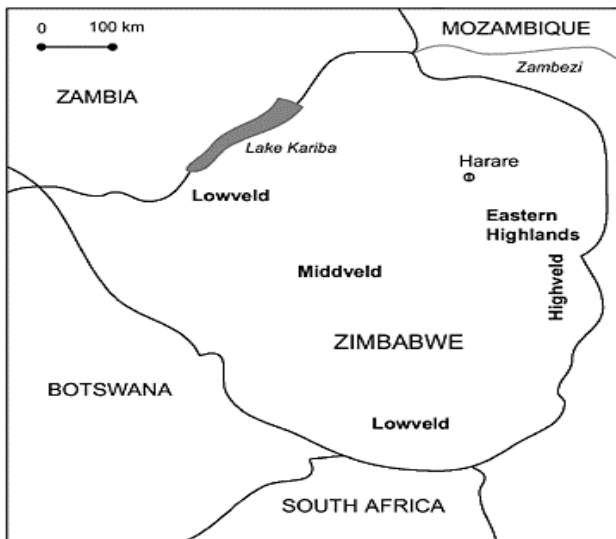 MOZAMBIQUE
0 100 km
Zambezi
ZAMBIA
Lake Kariba
Harare
Lowveld
Eastern
Highlands
Middveld
Highveld
ZIMBABWE
BOTSWANA
Lowveld
SOUTH AFRICA